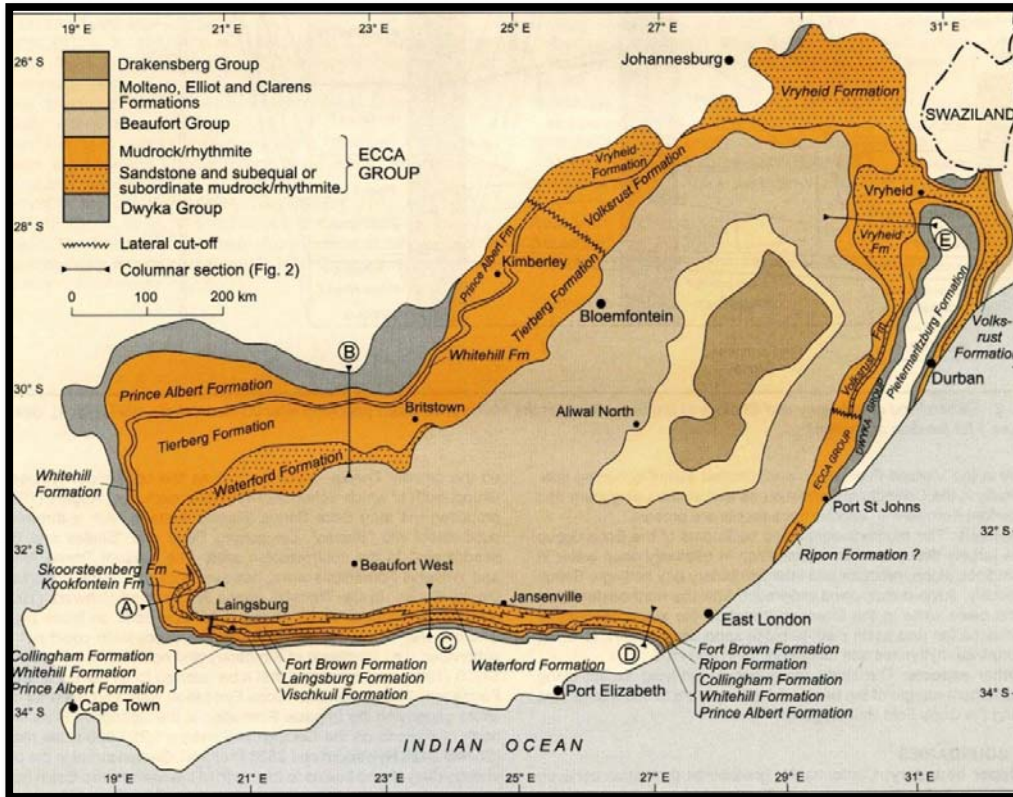 19° E
21° E
23° E
25° E
27° E
29° E
31° E
26° S
28° S
30° S
32° S
34° S
Drakensberg Group
Molteno, Elliot and Clarens
Formations
Beaufort Group
Mudrock/rhythmite
Sandstone and subequal or
subordinate mudrock/rhythmite
ECCA
GROUP
Dwyka Group
Lateral cut-off
Columnar section (Fig. 2)
0 100 200 km
Johannesburg
Vryheid Formation
SWAZILAND
Vryheid
Formation
Volksrust Formation
Vryheid
Vryheid
Fm
E
Prince Albert Fm
Kimberley
Tierberg Formation
Bloemfontein
Whitehill Fm
Pietermaritzburg Formation
Volks-
rust
Formation
Durban
Volksrust Fm
DWYKA GROUP
ECCA GROUP
B
Prince Albert Formation
Britstown
Aliwal North
Tierberg Formation
Waterford Formation
Whitehill
Formation
Port St Johns
32° S
Ripon Formation ?
Skoorsteenberg Fm
Kookfontein Fm
Beaufort West
A
Laingsburg
Jansenville
East London
C
D
Collingham Formation
Whitehill Formation
Prince Albert Formation
Fort Brown Formation
Laingsburg Formation
Vischkuil Formation
Waterford Formation
Fort Brown Formation
Ripon Formation
Collingham Formation
Whitehill Formation
Prince Albert Formation
Port Elizabeth
34° S
Cape Town
INDIAN OCEAN
19° E
21° E
23° E
25° E
27° E
29° E
31° E